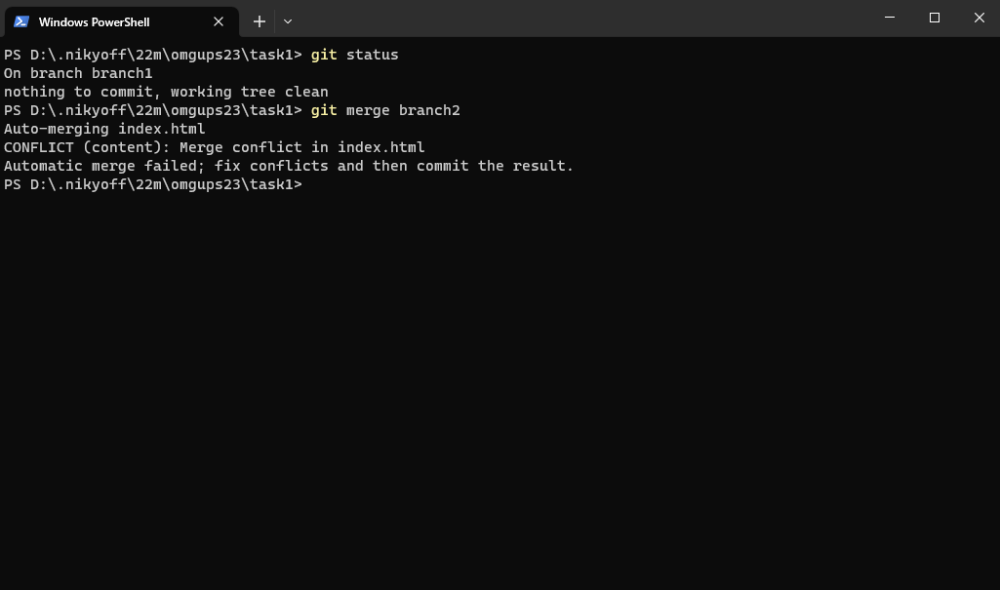 Windows PowerShell
PS D:\.nikyoff\22m\omgups23\task1> git status
On branch branch1
nothing to commit, working tree clean
PS D:\.nikyoff\22m\omgups23\task1> git merge branch2
Auto-merging index.html
CONFLICT (content): Merge conflict in index.html
Automatic merge failed; fix conflicts and then commit the result.
PS D:\.nikyoff\22m\omgups23\task1>